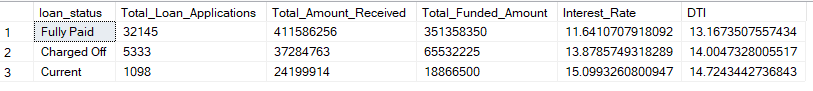 loan_status Total_Loan_Applications Total_Amount_Received Total_Funded_Amount Interest_Rate DTI
1 Fully Paid 32145 411586256 351358350 11.6410707918092 13.1673507557434
2 Charged Off 5333 37284763 65532225 13.8785749318289 14.0047328005517
3 Current 1098 24199914 18866500 15.0993260800947 14.7243442736843